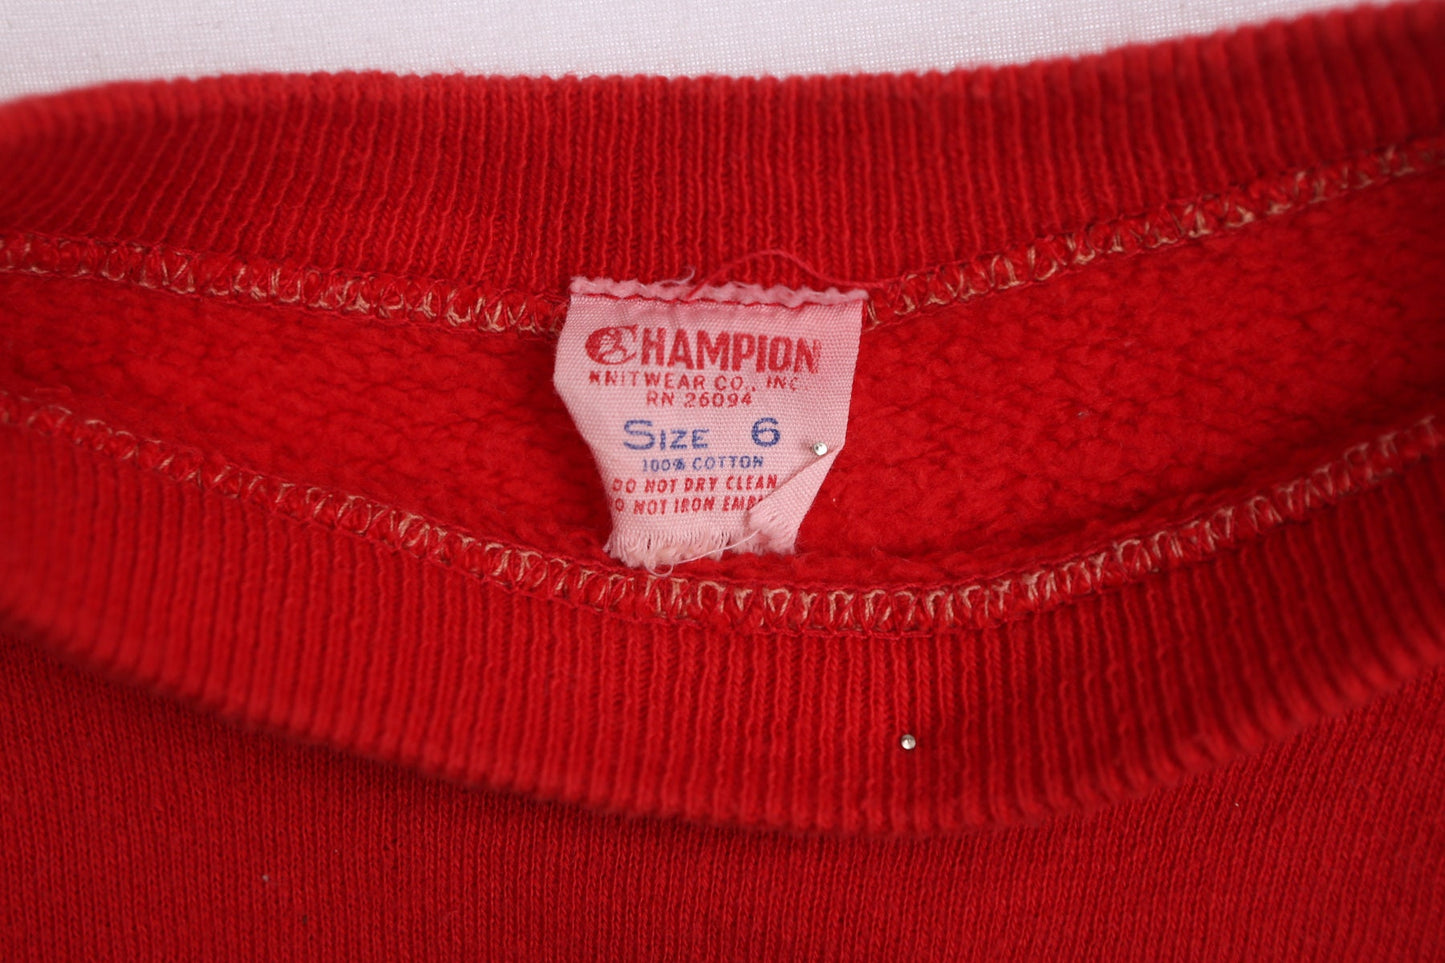 CHAMPION
KNITWEAR CO., INC
RN 26094
SIZE 6
100% COTTON
DO NOT DRY CLEAN
NOT IRON